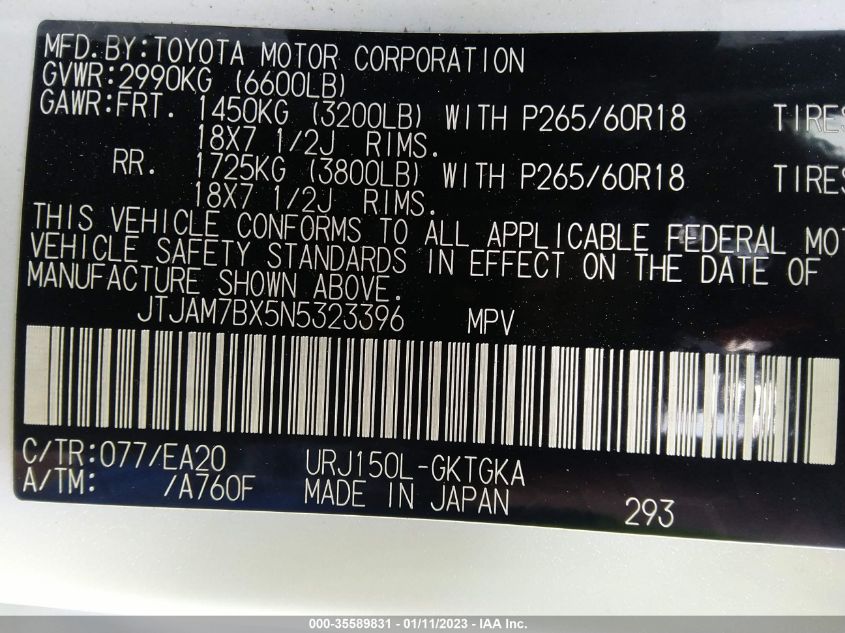 MFD.BY:TOYOTA MOTOR CORPORATION
GVWR:2990KG (6600LB)
GAWR:FRT. 1450KG (3200LB) WITH P265/60R18 TIRES
18X7 1/2J RIMS.
RR. 1725KG (3800LB) WITH P265/60R18 TIRES
18X7 1/2J RIMS.
THIS VEHICLE CONFORMS TO ALL APPLICABLE FEDERAL MOT
VEHICLE SAFETY STANDARDS IN EFFECT ON THE DATE OF
MANUFACTURE SHOWN ABOVE.
JTJAM7BX5N5323396 MPV
C/TR:077/EA20 URJ150L-GKTGKA
A/TM: /A760F MADE IN JAPAN 293
000-35589831 - 01/11/2023 - IAA Inc.